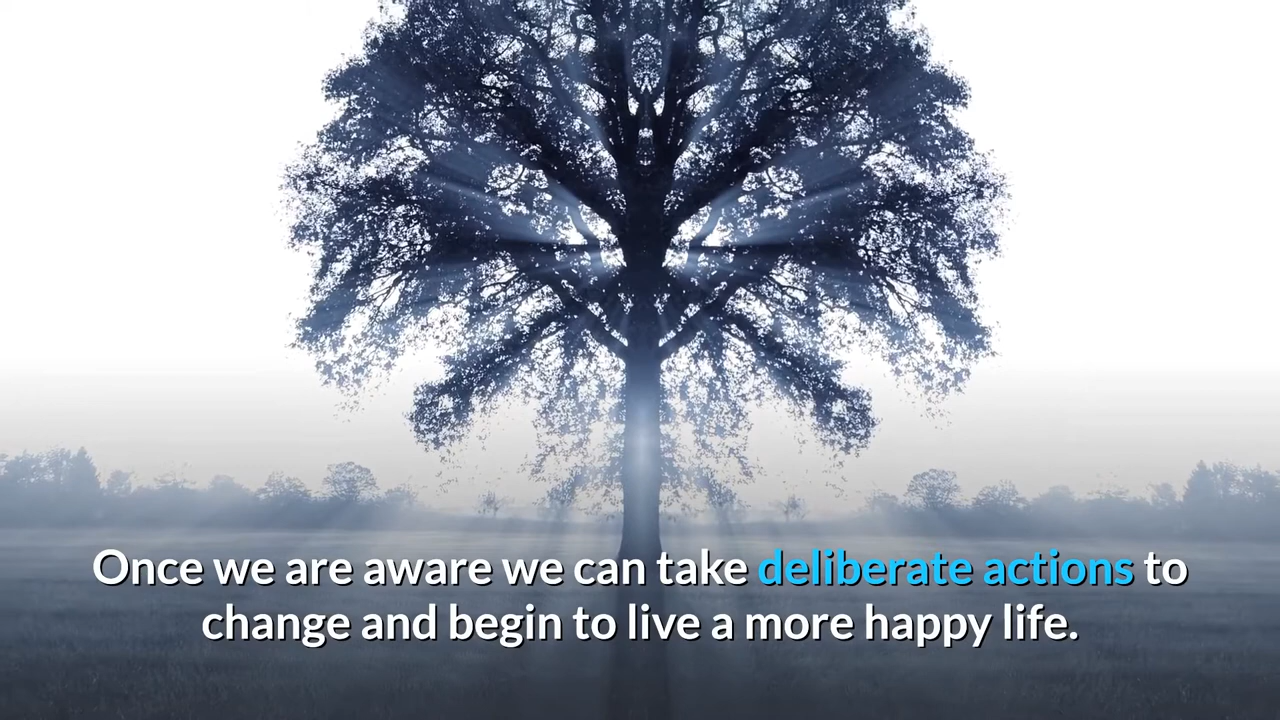 Once we are aware we can take deliberate actions to
change and begin to live a more happy life.